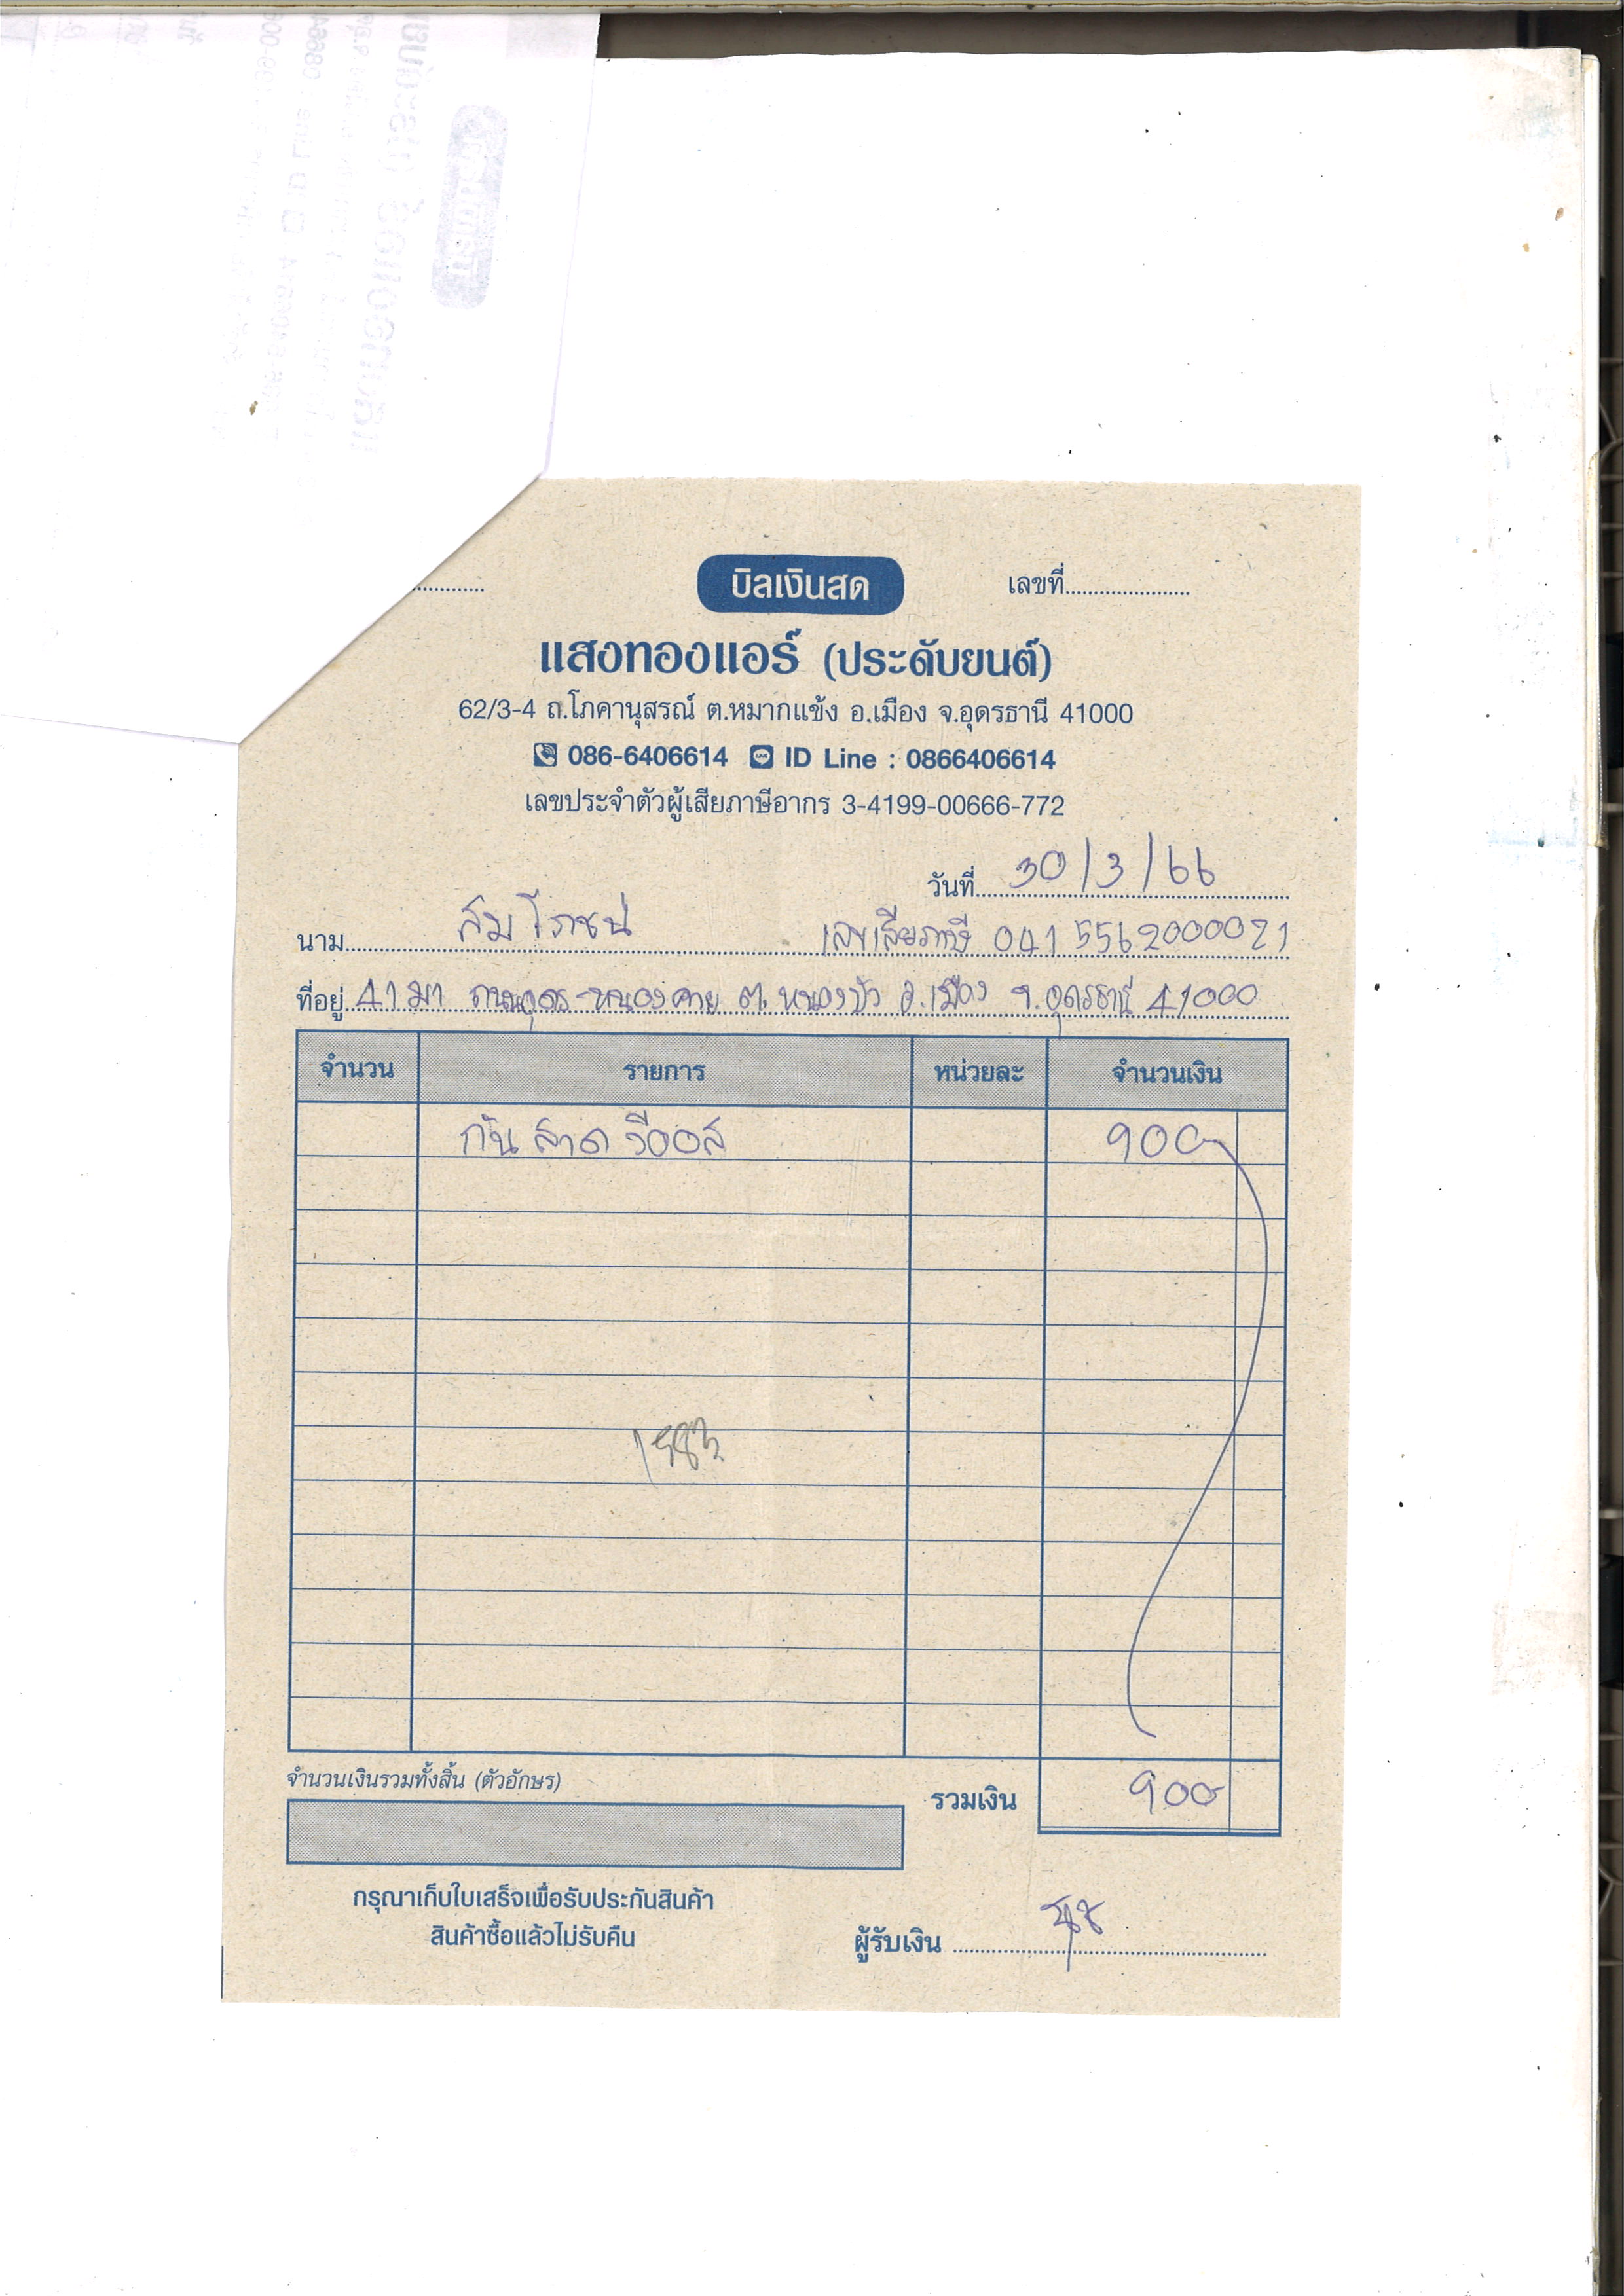 บิลเงินสด
เลขที่
แสงทองแอร์ (ประดับยนต์)
62/3-4 ถ.โภคานุสรณ์ ต.หมากแข้ง อ.เมือง จ.อุดรธานี 41000
086-6406614 ID Line : 0866406614
เลขประจำตัวผู้เสียภาษีอากร 3-4199-00666-772
วันที่ 30/3/66
นาม สมโภชน์ เลขเสียภาษี 0415562000021
ที่อยู่ 41 ม1 ถนนอุดร-หนองคาย ต.หนองบัว อ.เมือง จ.อุดรธานี 41000
จำนวน รายการ หน่วยละ จำนวนเงิน
กันสาด วีออส 900
จำนวนเงินรวมทั้งสิ้น (ตัวอักษร)
รวมเงิน 900
กรุณาเก็บใบเสร็จเพื่อรับประกันสินค้า
สินค้าซื้อแล้วไม่รับคืน
ผู้รับเงิน